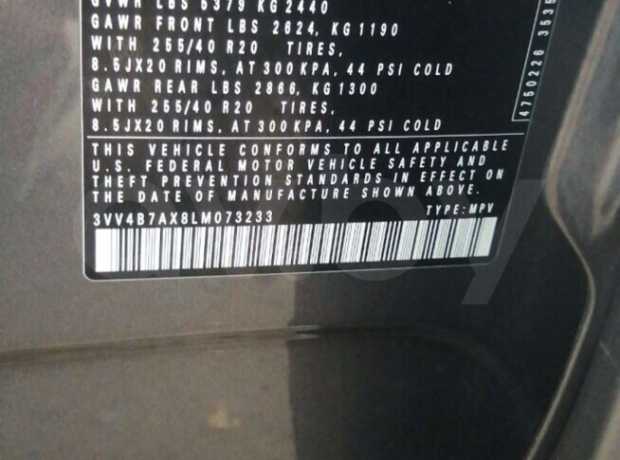 GVWR LBS 5379 KG 2440
GAWR FRONT LBS 2624, KG 1190
WITH 255/40 R20 TIRES,
8.5JX20 RIMS, AT 300 KPA, 44 PSI COLD
GAWR REAR LBS 2866, KG 1300
WITH 255/40 R20 TIRES,
8.5JX20 RIMS, AT 300 KPA, 44 PSI COLD
THIS VEHICLE CONFORMS TO ALL APPLICABLE
U.S. FEDERAL MOTOR VEHICLE SAFETY AND
THEFT PREVENTION STANDARDS IN EFFECT ON
THE DATE OF MANUFACTURE SHOWN ABOVE.
3VV4B7AX8LM073233 TYPE: MPV
4750226